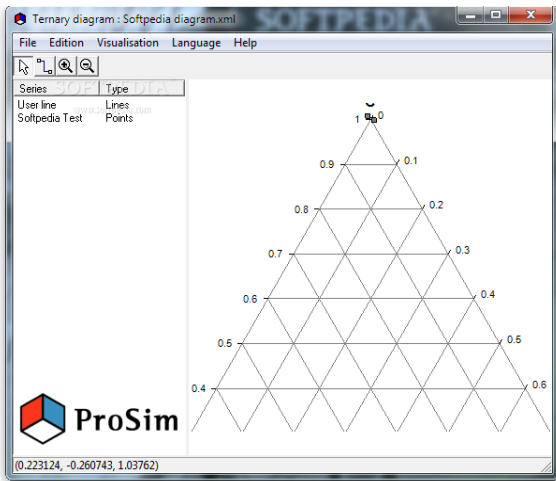 SOFTPEDIA
Ternary diagram : Softpedia diagram.xml
File Edition Visualisation Language Help
Series Type
User line Lines
Softpedia Test Points
1 0
0.9 0.1
0.8 0.2
0.7 0.3
0.6 0.4
0.5 0.5
0.4 0.6
ProSim
(0.223124, -0.260743, 1.03762)